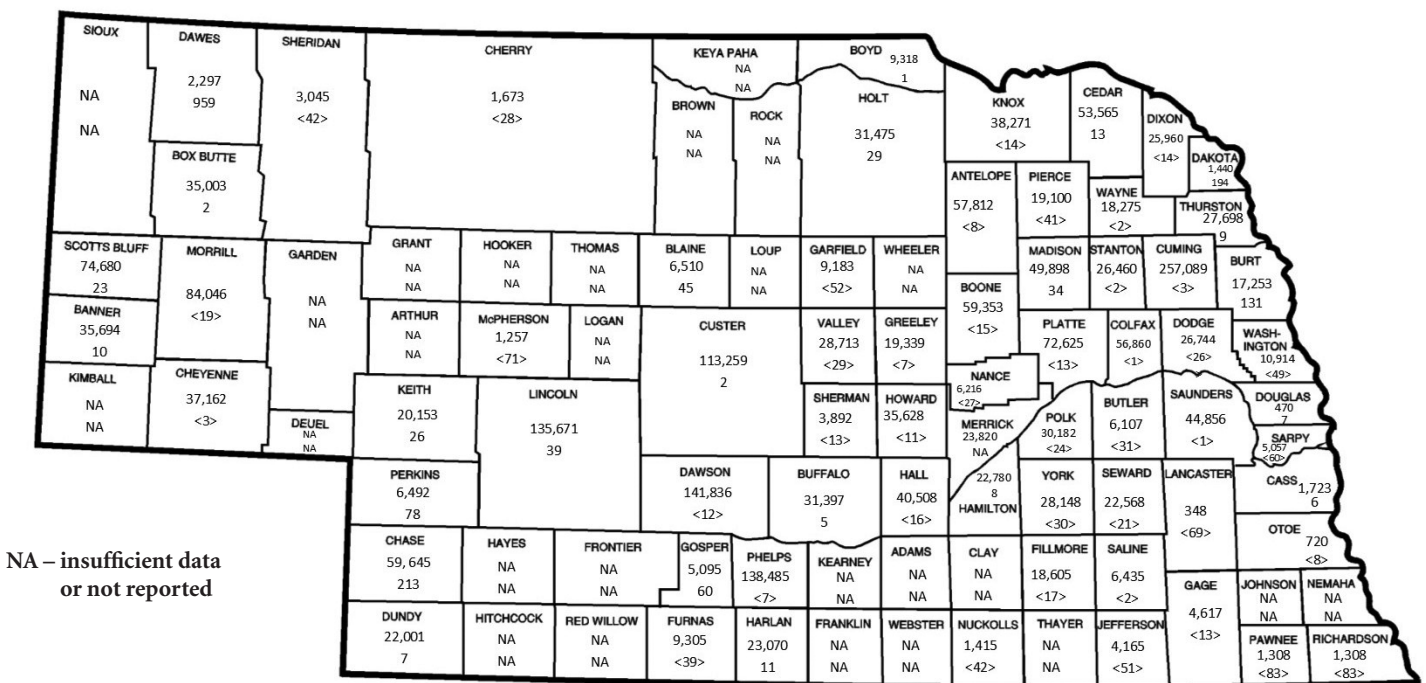 SIOUX
NA
NA
DAWES
2,297
959
SHERIDAN
3,045
<42>
CHERRY
1,673
<28>
KEYA PAHA
NA
NA
BOYD
9,318
1
BROWN
NA
NA
ROCK
NA
NA
HOLT
31,475
29
KNOX
38,271
<14>
CEDAR
53,565
13
DIXON
25,960
<14>
DAKOTA
1,440
194
BOX BUTTE
35,003
2
ANTELOPE
57,812
<8>
PIERCE
19,100
<41>
WAYNE
18,275
<2>
THURSTON
27,698
9
SCOTTS BLUFF
74,680
23
MORRILL
84,046
<19>
GARDEN
NA
NA
GRANT
NA
NA
HOOKER
NA
NA
THOMAS
NA
NA
BLAINE
6,510
45
LOUP
NA
NA
GARFIELD
9,183
<52>
WHEELER
NA
NA
BOONE
59,353
<15>
MADISON
49,898
34
STANTON
26,460
<2>
CUMING
257,089
<3>
BURT
17,253
131
BANNER
35,694
10
ARTHUR
NA
NA
McPHERSON
1,257
<71>
LOGAN
NA
NA
CUSTER
113,259
2
VALLEY
28,713
<29>
GREELEY
19,339
<7>
PLATTE
72,625
<13>
COLFAX
56,860
<1>
DODGE
26,744
<26>
WASH-
INGTON
10,914
<49>
KIMBALL
NA
NA
CHEYENNE
37,162
<3>
DEUEL
NA
NA
KEITH
20,153
26
LINCOLN
135,671
39
SHERMAN
3,892
<13>
HOWARD
35,628
<11>
NANCE
6,216
<27>
MERRICK
23,820
NA
POLK
30,182
<24>
BUTLER
6,107
<31>
SAUNDERS
44,856
<1>
DOUGLAS
470
7
SARPY
5,057
<60>
PERKINS
6,492
78
DAWSON
141,836
<12>
BUFFALO
31,397
5
HALL
40,508
<16>
22,780
8
HAMILTON
YORK
28,148
<30>
SEWARD
22,568
<21>
LANCASTER
348
<69>
CASS
1,723
6
OTOE
720
<8>
NA – insufficient data
or not reported
CHASE
59,645
213
HAYES
NA
NA
FRONTIER
NA
NA
GOSPER
5,095
60
PHELPS
138,485
<7>
KEARNEY
NA
NA
ADAMS
NA
NA
CLAY
NA
NA
FILLMORE
18,605
<17>
SALINE
6,435
<2>
GAGE
4,617
<13>
JOHNSON
NA
NA
NEMAHA
NA
NA
DUNDY
22,001
7
HITCHCOCK
NA
NA
RED WILLOW
NA
NA
FURNAS
9,305
<39>
HARLAN
23,070
11
FRANKLIN
NA
NA
WEBSTER
NA
NA
NUCKOLLS
1,415
<42>
THAYER
NA
NA
JEFFERSON
4,165
<51>
PAWNEE
1,308
<83>
RICHARDSON
1,308
<83>